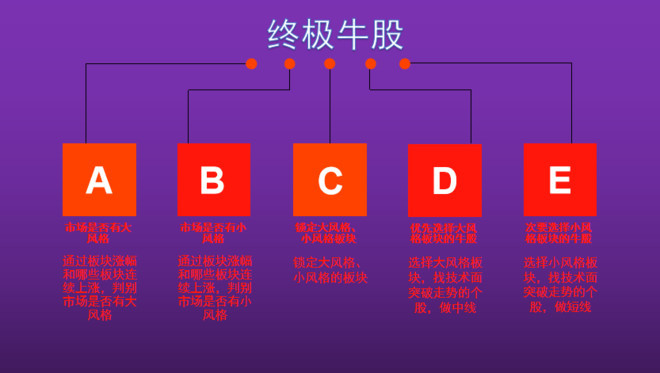 终极牛股
A
B
C
D
E
市场是否有大
风格
市场是否有小
风格
锁定大风格、
小风格板块
优先选择大风
格板块的牛股
次要选择小风
格板块的牛股
通过板块涨幅
和哪些板块连
续上涨，判别
市场是否有大
风格
通过板块涨幅
和哪些板块连
续上涨，判别
市场是否有小
风格
锁定大风格、
小风格的板块
选择大风格板
块，找技术面
突破走势的个
股，做中线
选择小风格板
块，找技术面
突破走势的个
股，做短线